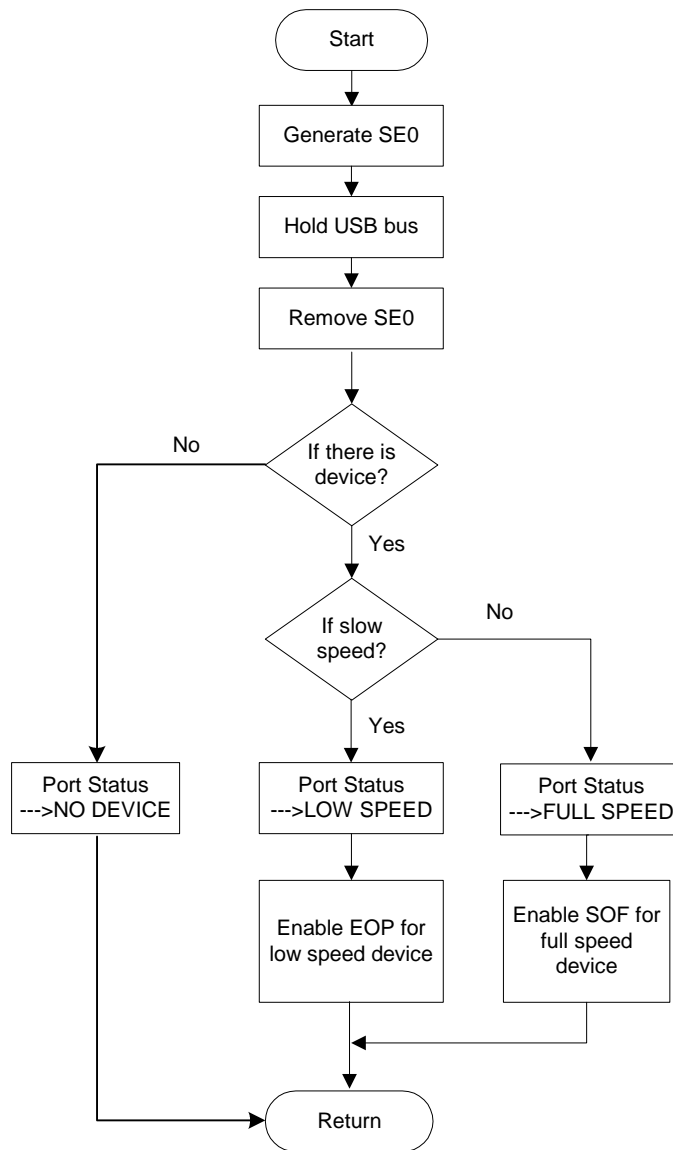 Start
Generate SE0
Hold USB bus
Remove SE0
If there is
device?
No
Yes
If slow
speed?
No
Yes
Port Status
--->NO DEVICE
Port Status
--->LOW SPEED
Port Status
--->FULL SPEED
Enable EOP for
low speed device
Enable SOF for
full speed
device
Return